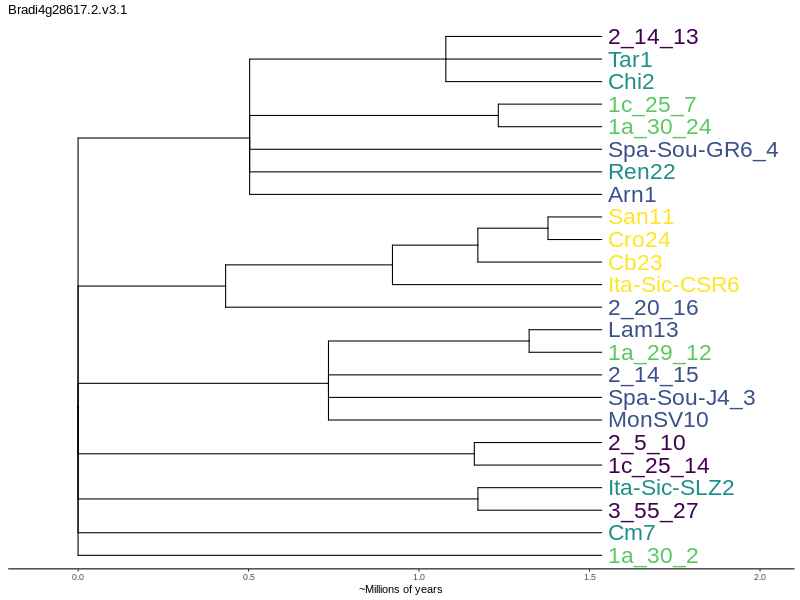 Bradi4g28617.2.v3.1
2_14_13
Tar1
Chi2
1c_25_7
1a_30_24
Spa-Sou-GR6_4
Ren22
Arn1
San11
Cro24
Cb23
Ita-Sic-CSR6
2_20_16
Lam13
1a_29_12
2_14_15
Spa-Sou-J4_3
MonSV10
2_5_10
1c_25_14
Ita-Sic-SLZ2
3_55_27
Cm7
1a_30_2
0.0 0.5 1.0 1.5 2.0
~Millions of years